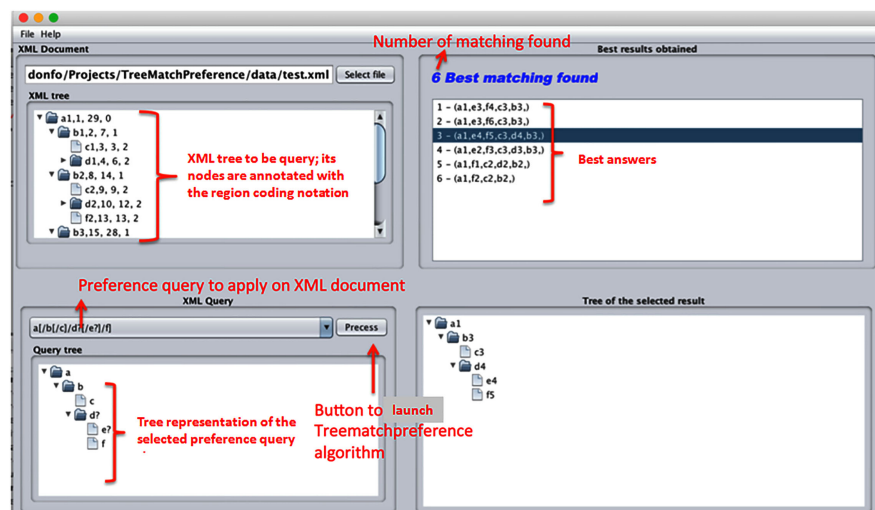 File Help
XML Document
donfo/Projects/TreeMatchPreference/data/test.xml
Select file
XML tree
a1,1, 29, 0
b1,2, 7, 1
c1,3, 3, 2
d1,4, 6, 2
b2,8, 14, 1
c2,9, 9, 2
d2,10, 12, 2
f2,13, 13, 2
b3,15, 28, 1
XML tree to be query; its
nodes are annotated with
the region coding notation
Number of matching found
Best results obtained
6 Best matching found
1 - (a1,e3,f4,c3,b3,)
2 - (a1,e3,f6,c3,b3,)
3 - (a1,e4,f5,c3,d4,b3,)
4 - (a1,e2,f3,c3,d3,b3,)
5 - (a1,f1,c2,d2,b2,)
6 - (a1,f2,c2,b2,)
Best answers
Preference query to apply on XML document
XML Query
a[/b[/c]/d?[/e?]/f]
Precess
Query tree
a
b
c
d?
e?
f
Tree representation of the
selected preference query
Button to launch
Treematchpreference
algorithm
Tree of the selected result
a1
b3
c3
d4
e4
f5